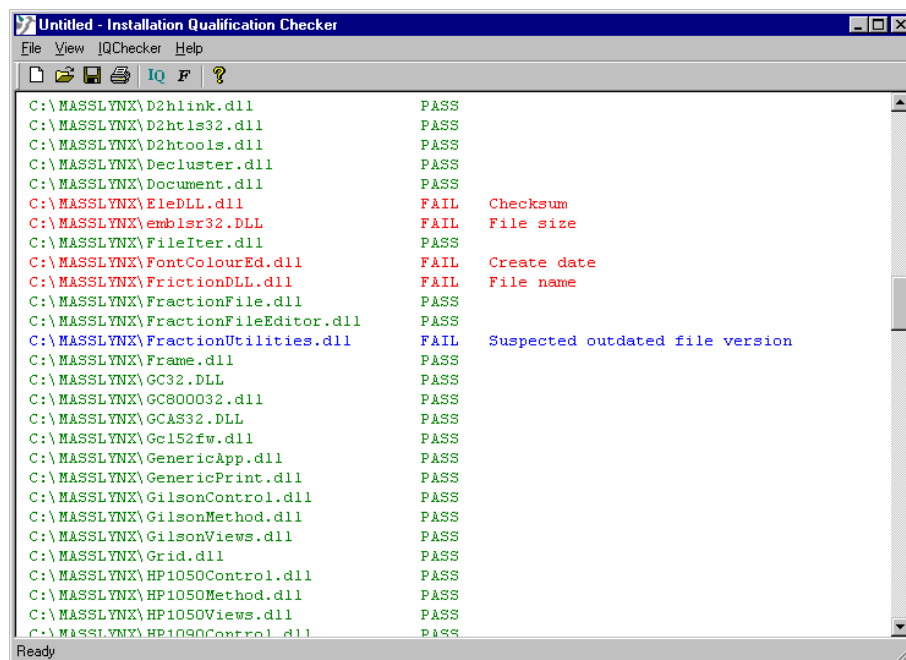 Untitled - Installation Qualification Checker
File View IQChecker Help
IQ F ?
C:\MASSLYNX\D2hlink.dll PASS
C:\MASSLYNX\D2htls32.dll PASS
C:\MASSLYNX\D2htools.dll PASS
C:\MASSLYNX\Decluster.dll PASS
C:\MASSLYNX\Document.dll PASS
C:\MASSLYNX\EleDLL.dll FAIL Checksum
C:\MASSLYNX\emblsr32.DLL FAIL File size
C:\MASSLYNX\FileIter.dll PASS
C:\MASSLYNX\FontColourEd.dll FAIL Create date
C:\MASSLYNX\FrictionDLL.dll FAIL File name
C:\MASSLYNX\FractionFile.dll PASS
C:\MASSLYNX\FractionFileEditor.dll PASS
C:\MASSLYNX\FractionUtilities.dll FAIL Suspected outdated file version
C:\MASSLYNX\Frame.dll PASS
C:\MASSLYNX\GC32.DLL PASS
C:\MASSLYNX\GC800032.dll PASS
C:\MASSLYNX\GCAS32.DLL PASS
C:\MASSLYNX\Gcl52fw.dll PASS
C:\MASSLYNX\GenericApp.dll PASS
C:\MASSLYNX\GenericPrint.dll PASS
C:\MASSLYNX\GilsonControl.dll PASS
C:\MASSLYNX\GilsonMethod.dll PASS
C:\MASSLYNX\GilsonViews.dll PASS
C:\MASSLYNX\Grid.dll PASS
C:\MASSLYNX\HP1050Control.dll PASS
C:\MASSLYNX\HP1050Method.dll PASS
C:\MASSLYNX\HP1050Views.dll PASS
C:\MASSLYNX\HP1090Control.dll PASS
Ready